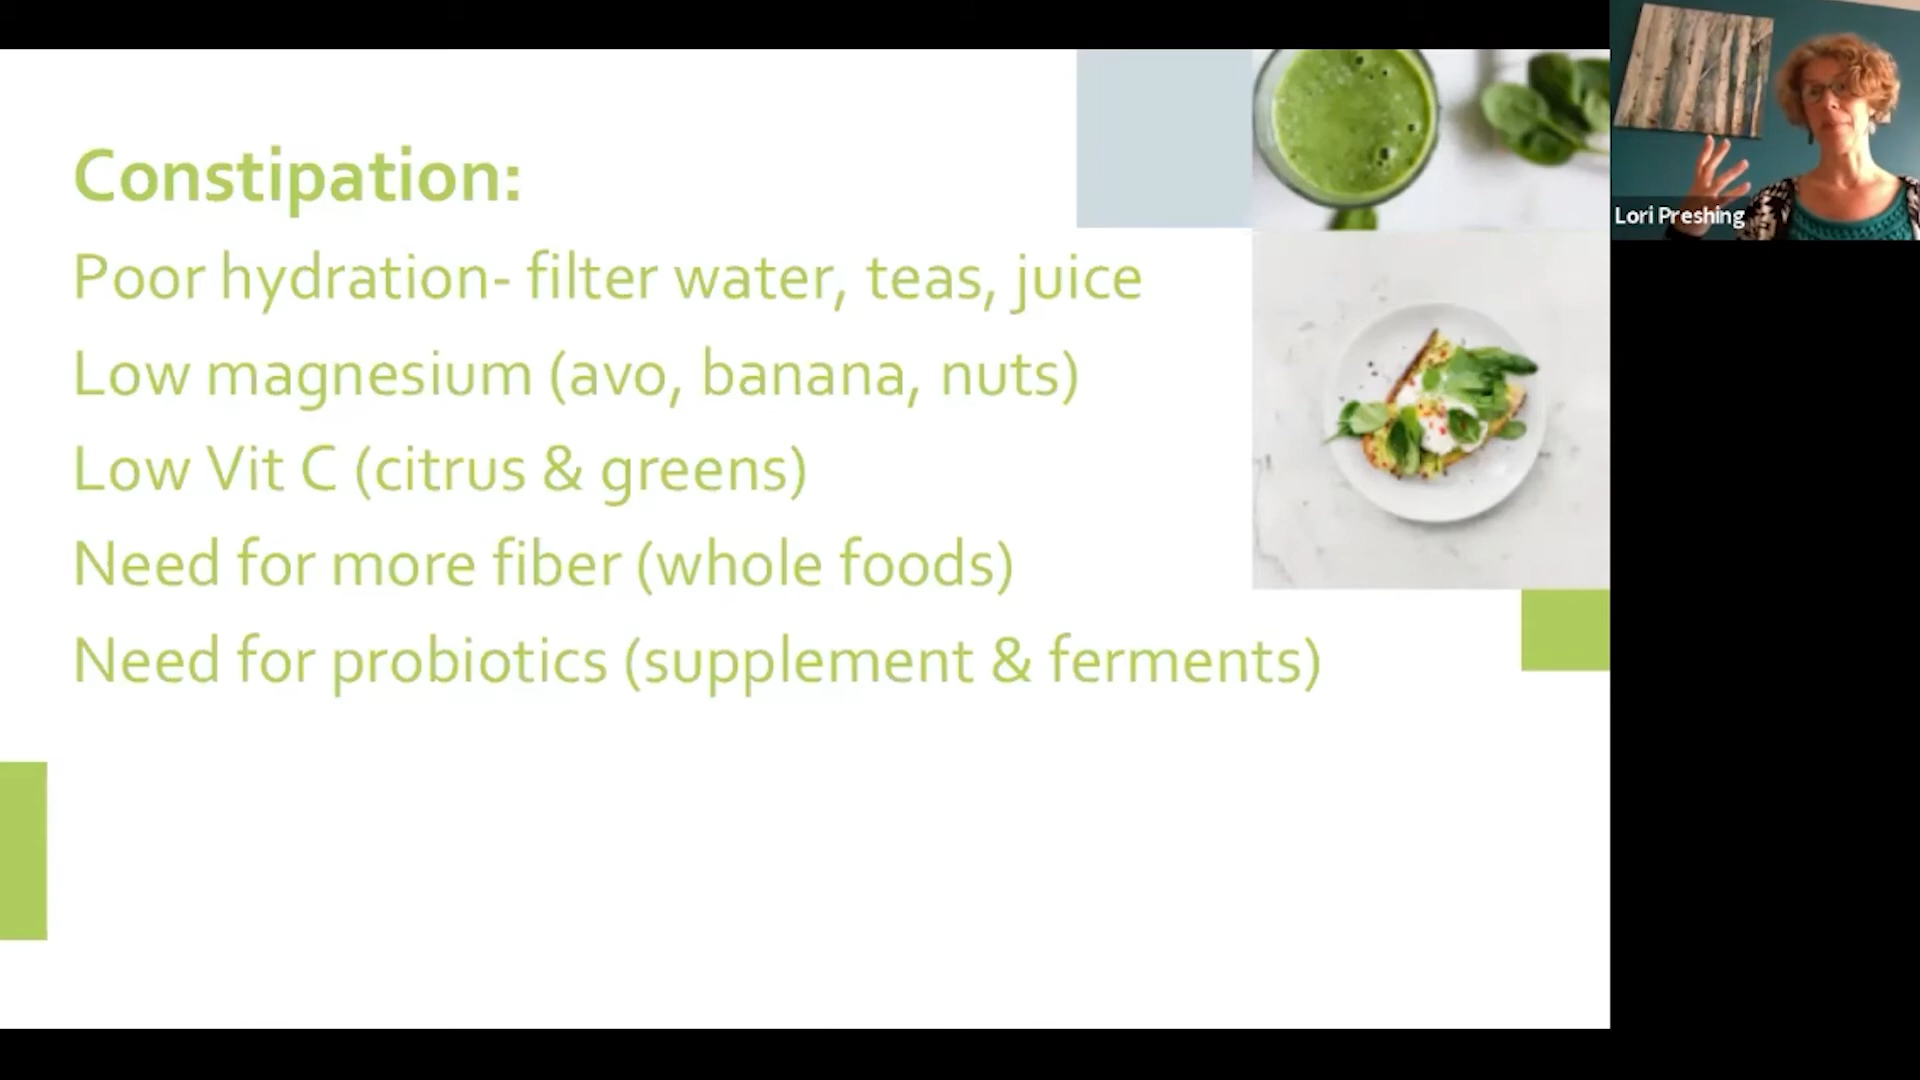 Constipation:
Poor hydration- filter water, teas, juice
Low magnesium (avo, banana, nuts)
Low Vit C (citrus & greens)
Need for more fiber (whole foods)
Need for probiotics (supplement & ferments)
Lori Preshing